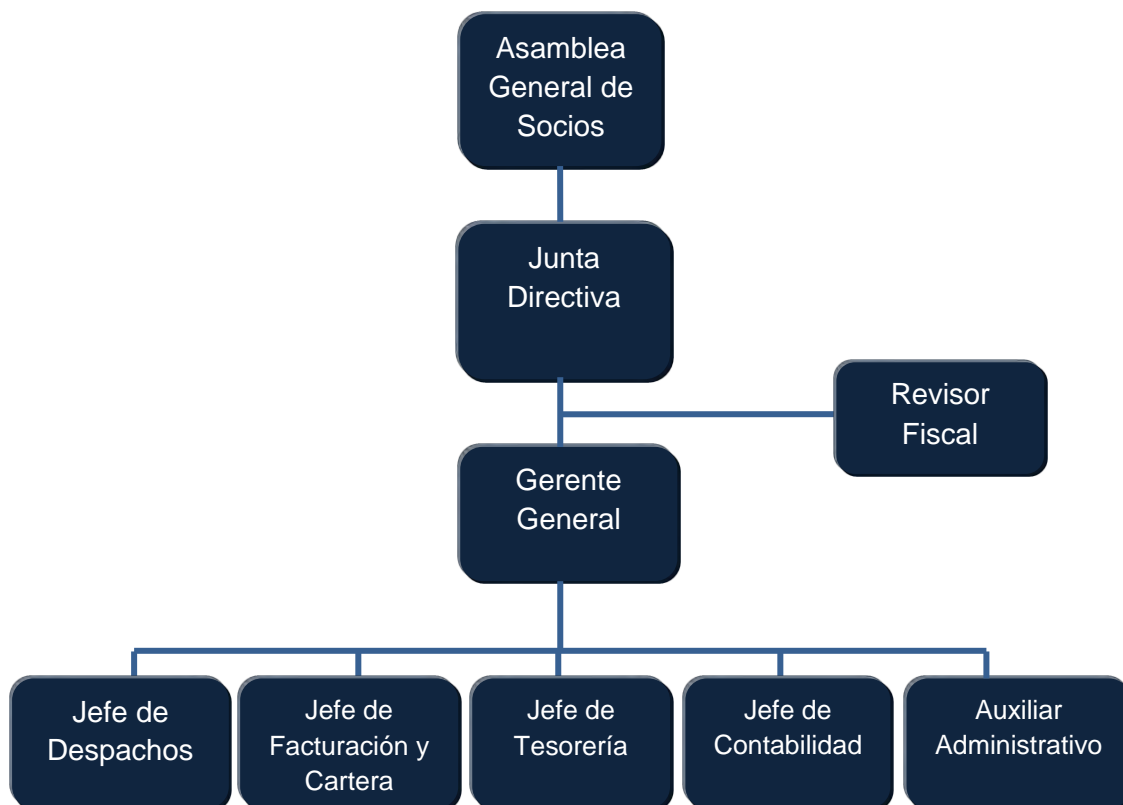 Asamblea
General de
Socios
Junta
Directiva
Revisor
Fiscal
Gerente
General
Jefe de
Despachos
Jefe de
Facturación y
Cartera
Jefe de
Tesorería
Jefe de
Contabilidad
Auxiliar
Administrativo